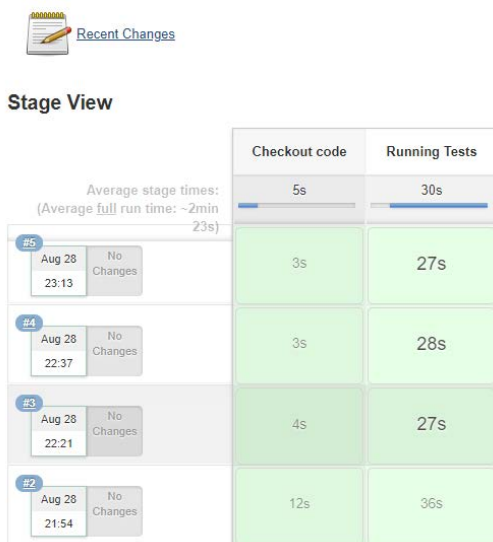 Recent Changes
Stage View
Checkout code
Running Tests
Average stage times:
(Average full run time: ~2min
23s)
5s
30s
#5
Aug 28
23:13
No
Changes
3s
27s
#4
Aug 28
22:37
No
Changes
3s
28s
#3
Aug 28
22:21
No
Changes
4s
27s
#2
Aug 28
21:54
No
Changes
12s
36s